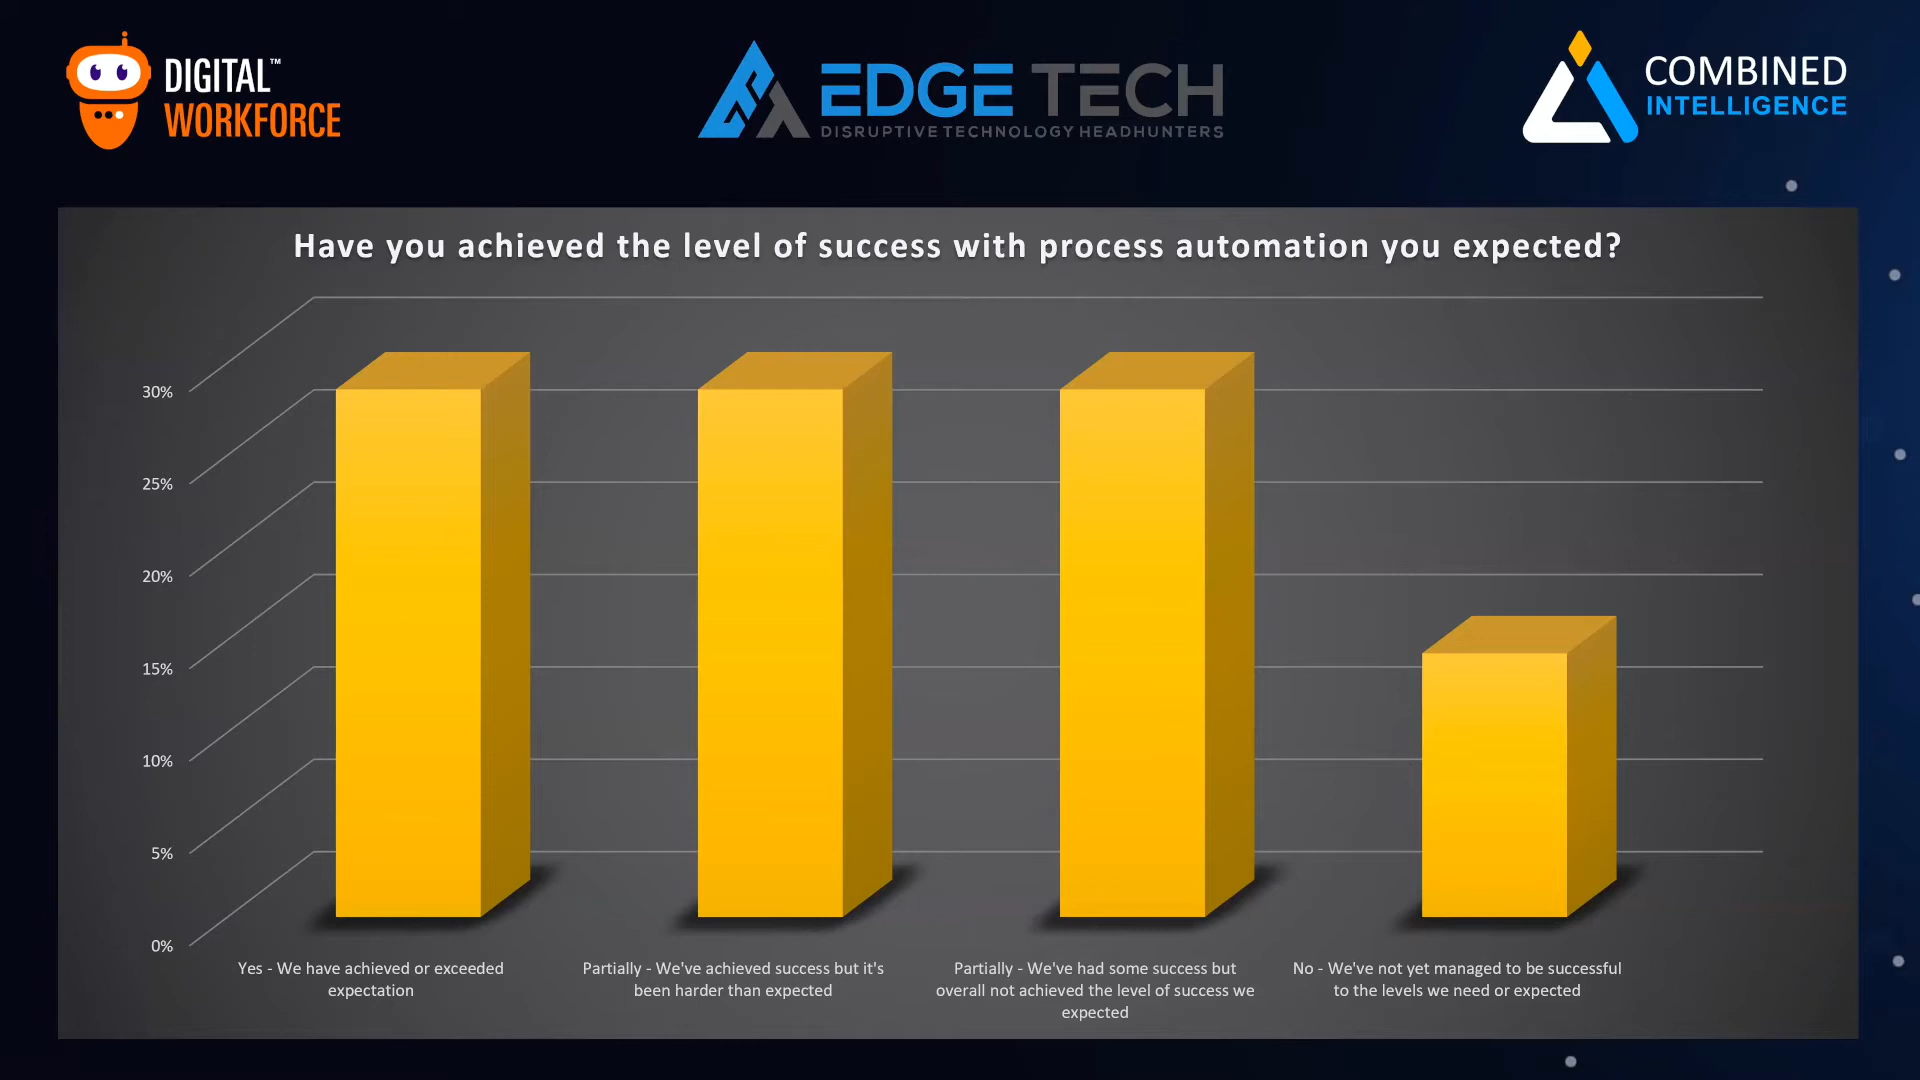 DIGITAL™
WORKFORCE
EDGE TECH
DISRUPTIVE TECHNOLOGY HEADHUNTERS
COMBINED
INTELLIGENCE
Have you achieved the level of success with process automation you expected?
30%
25%
20%
15%
10%
5%
0%
Yes - We have achieved or exceeded
expectation
Partially - We've achieved success but it's
been harder than expected
Partially - We've had some success but
overall not achieved the level of success we
expected
No - We've not yet managed to be successful
to the levels we need or expected